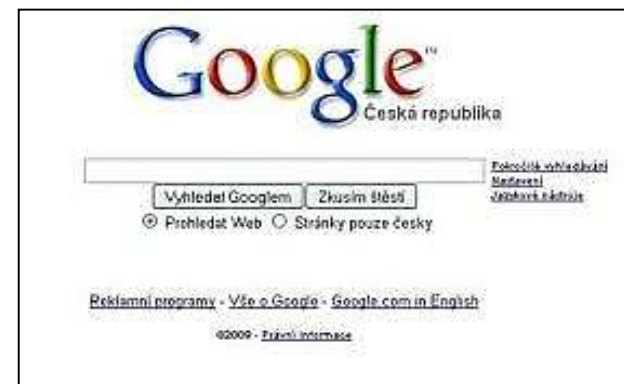 Google™
Česká republika
Pokročilé vyhledávání
Nastavení
Jazykové nástroje
Vyhledat Googlem Zkusím štěstí
Prohledat Web Stránky pouze česky
Reklamní programy - Vše o Google - Google.com in English
©2009 - Právní informace